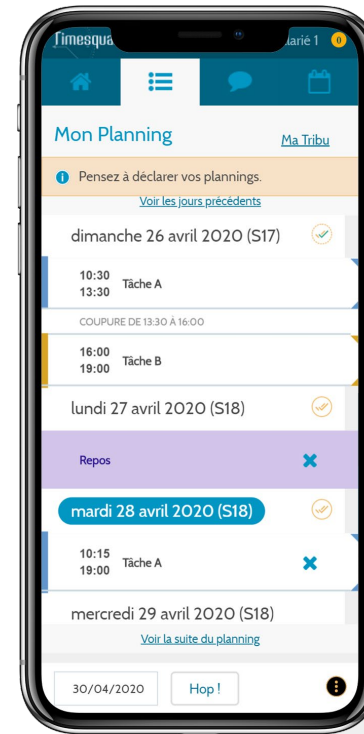 Timesqua
larié 1 0
Mon Planning
Ma Tribu
Pensez à déclarer vos plannings.
Voir les jours précédents
dimanche 26 avril 2020 (S17)
10:30
13:30
Tâche A
COUPURE DE 13:30 À 16:00
16:00
19:00
Tâche B
lundi 27 avril 2020 (S18)
Repos
mardi 28 avril 2020 (S18)
10:15
19:00
Tâche A
mercredi 29 avril 2020 (S18)
Voir la suite du planning
30/04/2020
Hop !